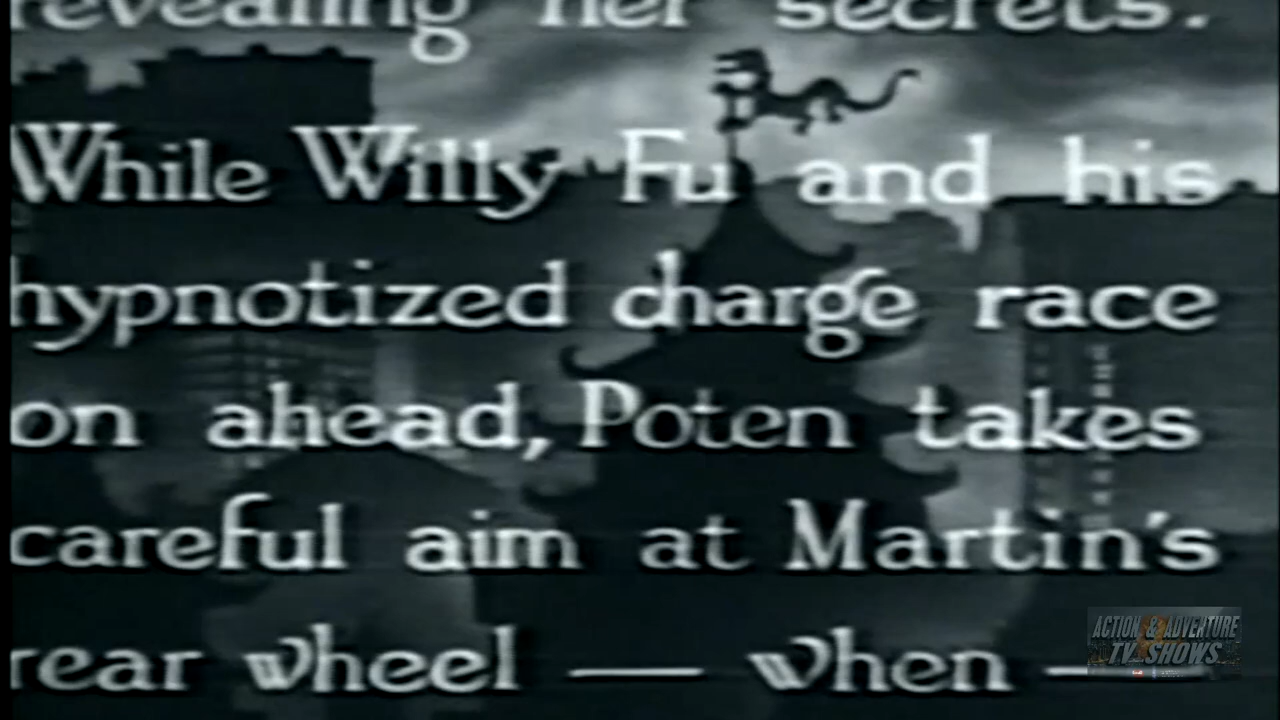 revealing her secrets.
While Willy Fu and his
hypnotized charge race
on ahead, Poten takes
careful aim at Martin's
rear wheel — when —
ACTION & ADVENTURE
TV SHOWS